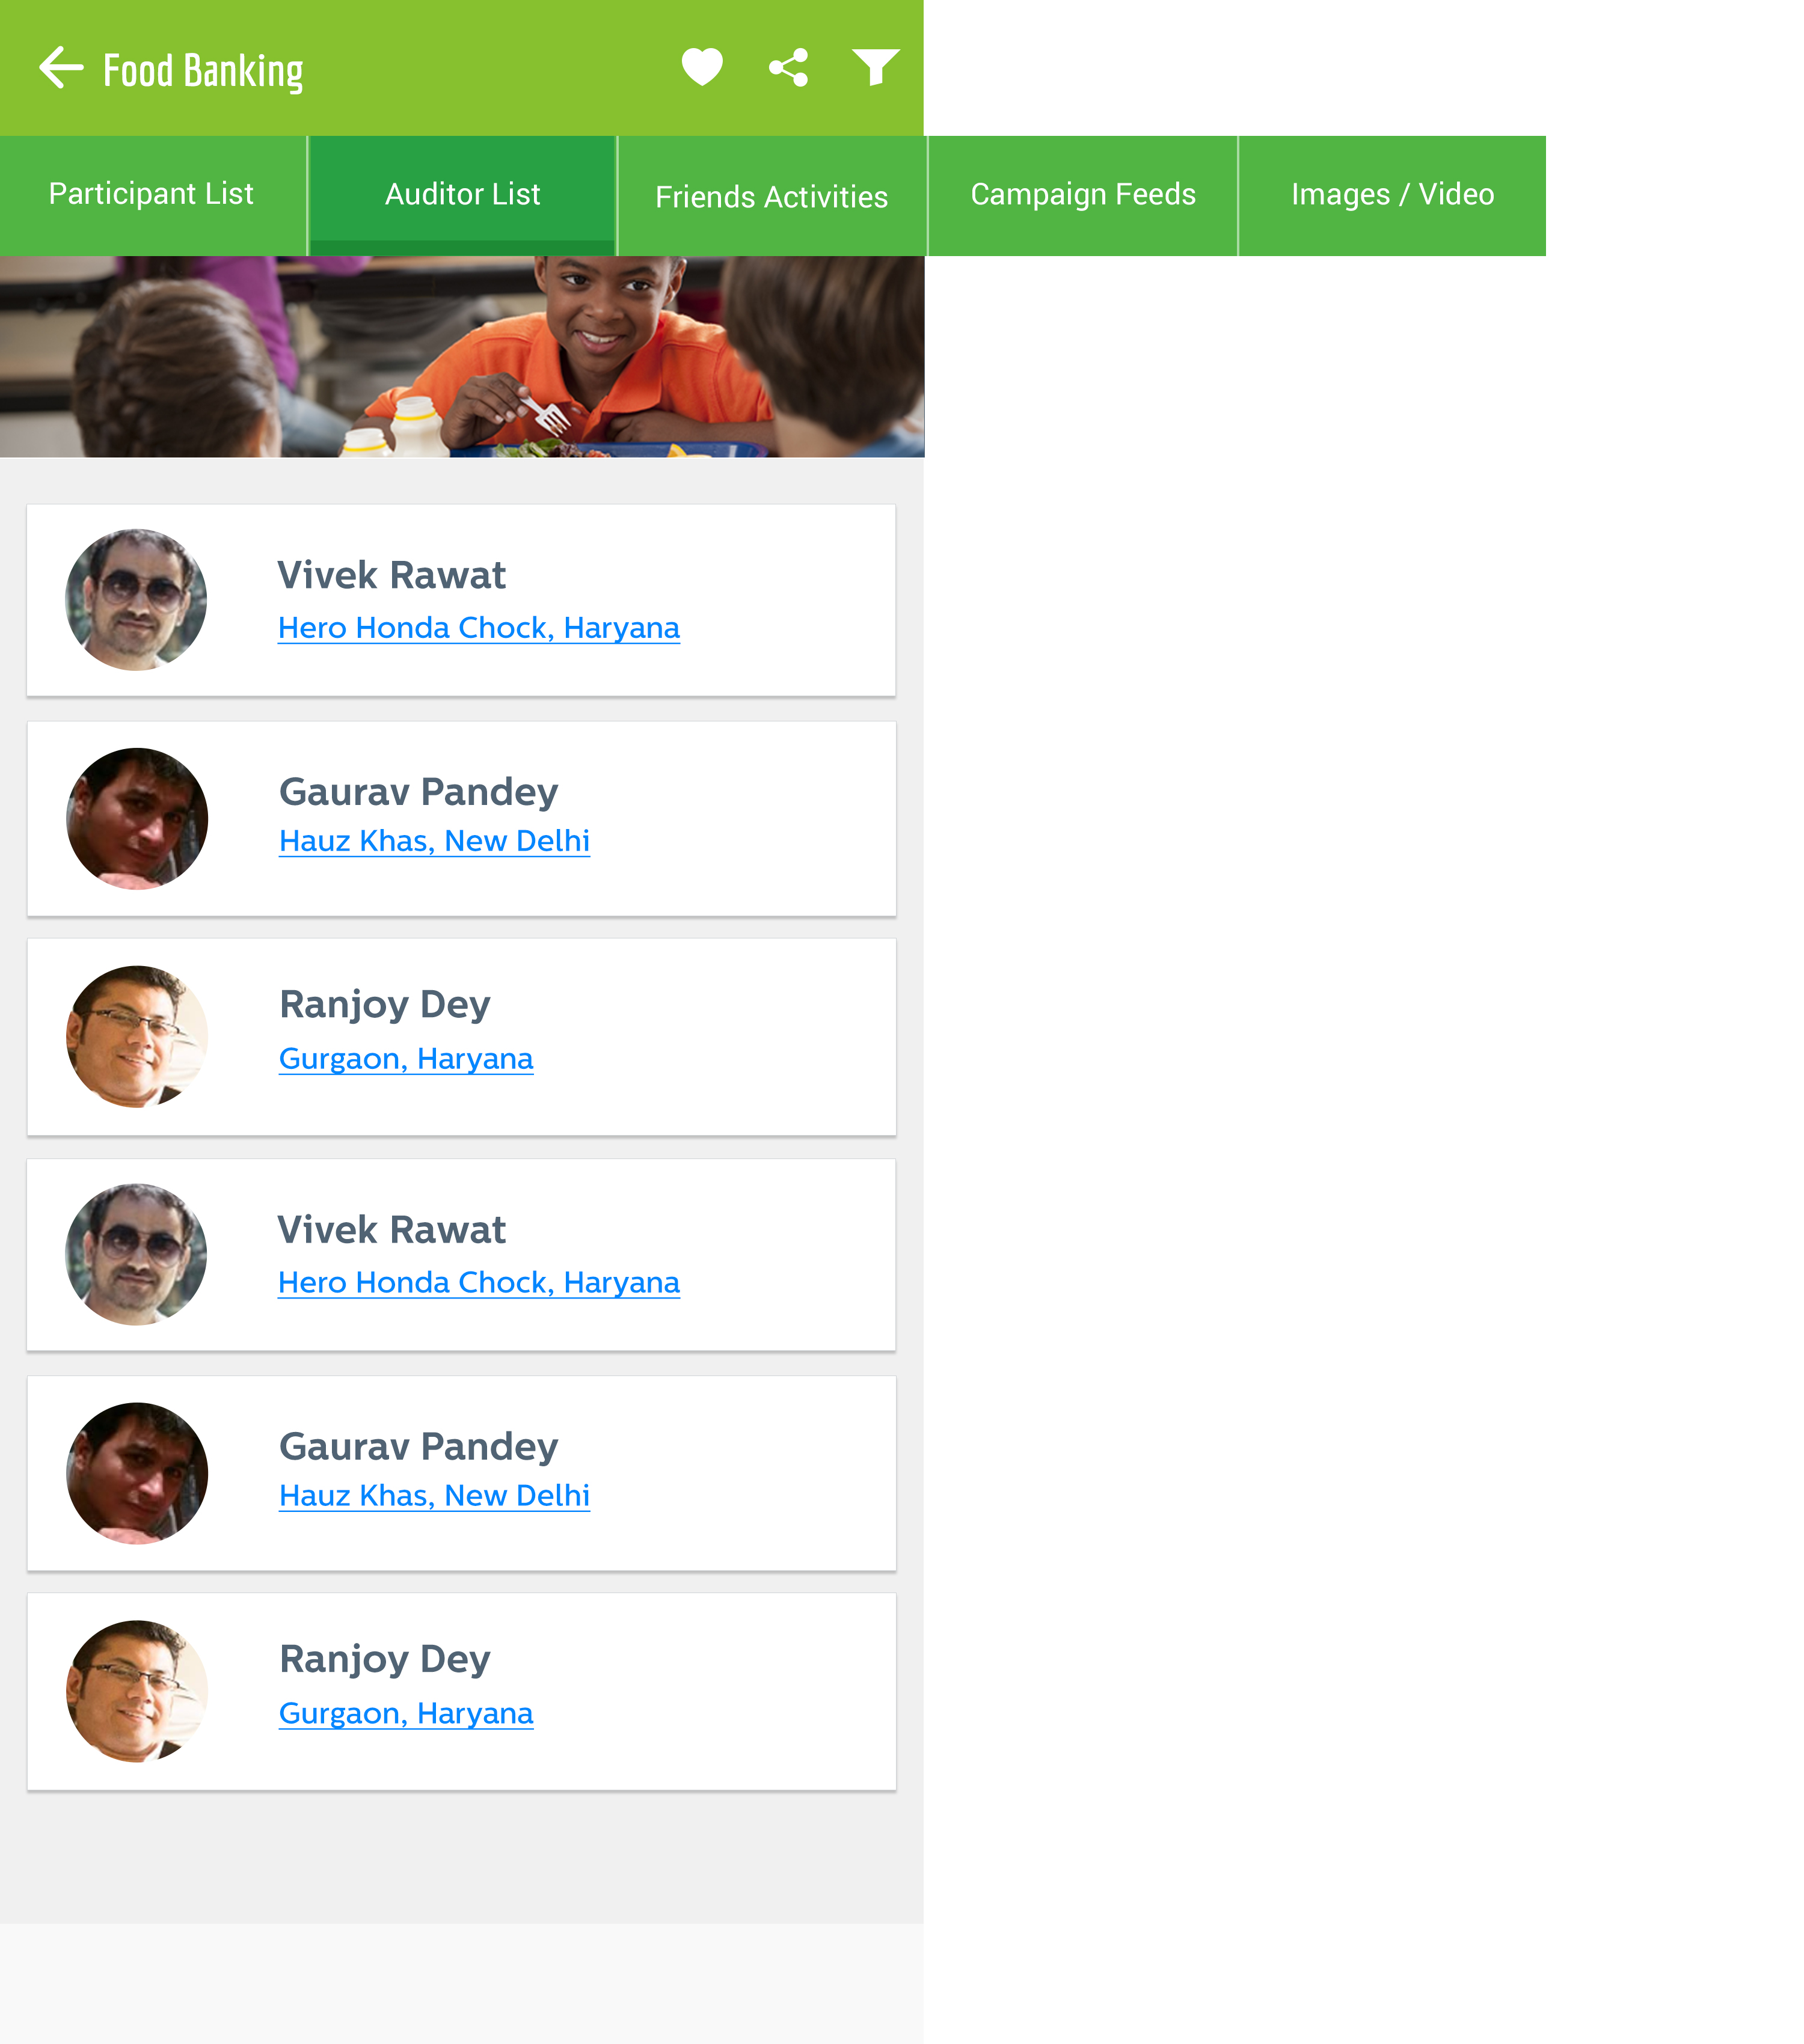 Food Banking
Participant List
Auditor List
Friends Activities
Campaign Feeds
Images / Video
Vivek Rawat
Hero Honda Chock, Haryana
Gaurav Pandey
Hauz Khas, New Delhi
Ranjoy Dey
Gurgaon, Haryana
Vivek Rawat
Hero Honda Chock, Haryana
Gaurav Pandey
Hauz Khas, New Delhi
Ranjoy Dey
Gurgaon, Haryana